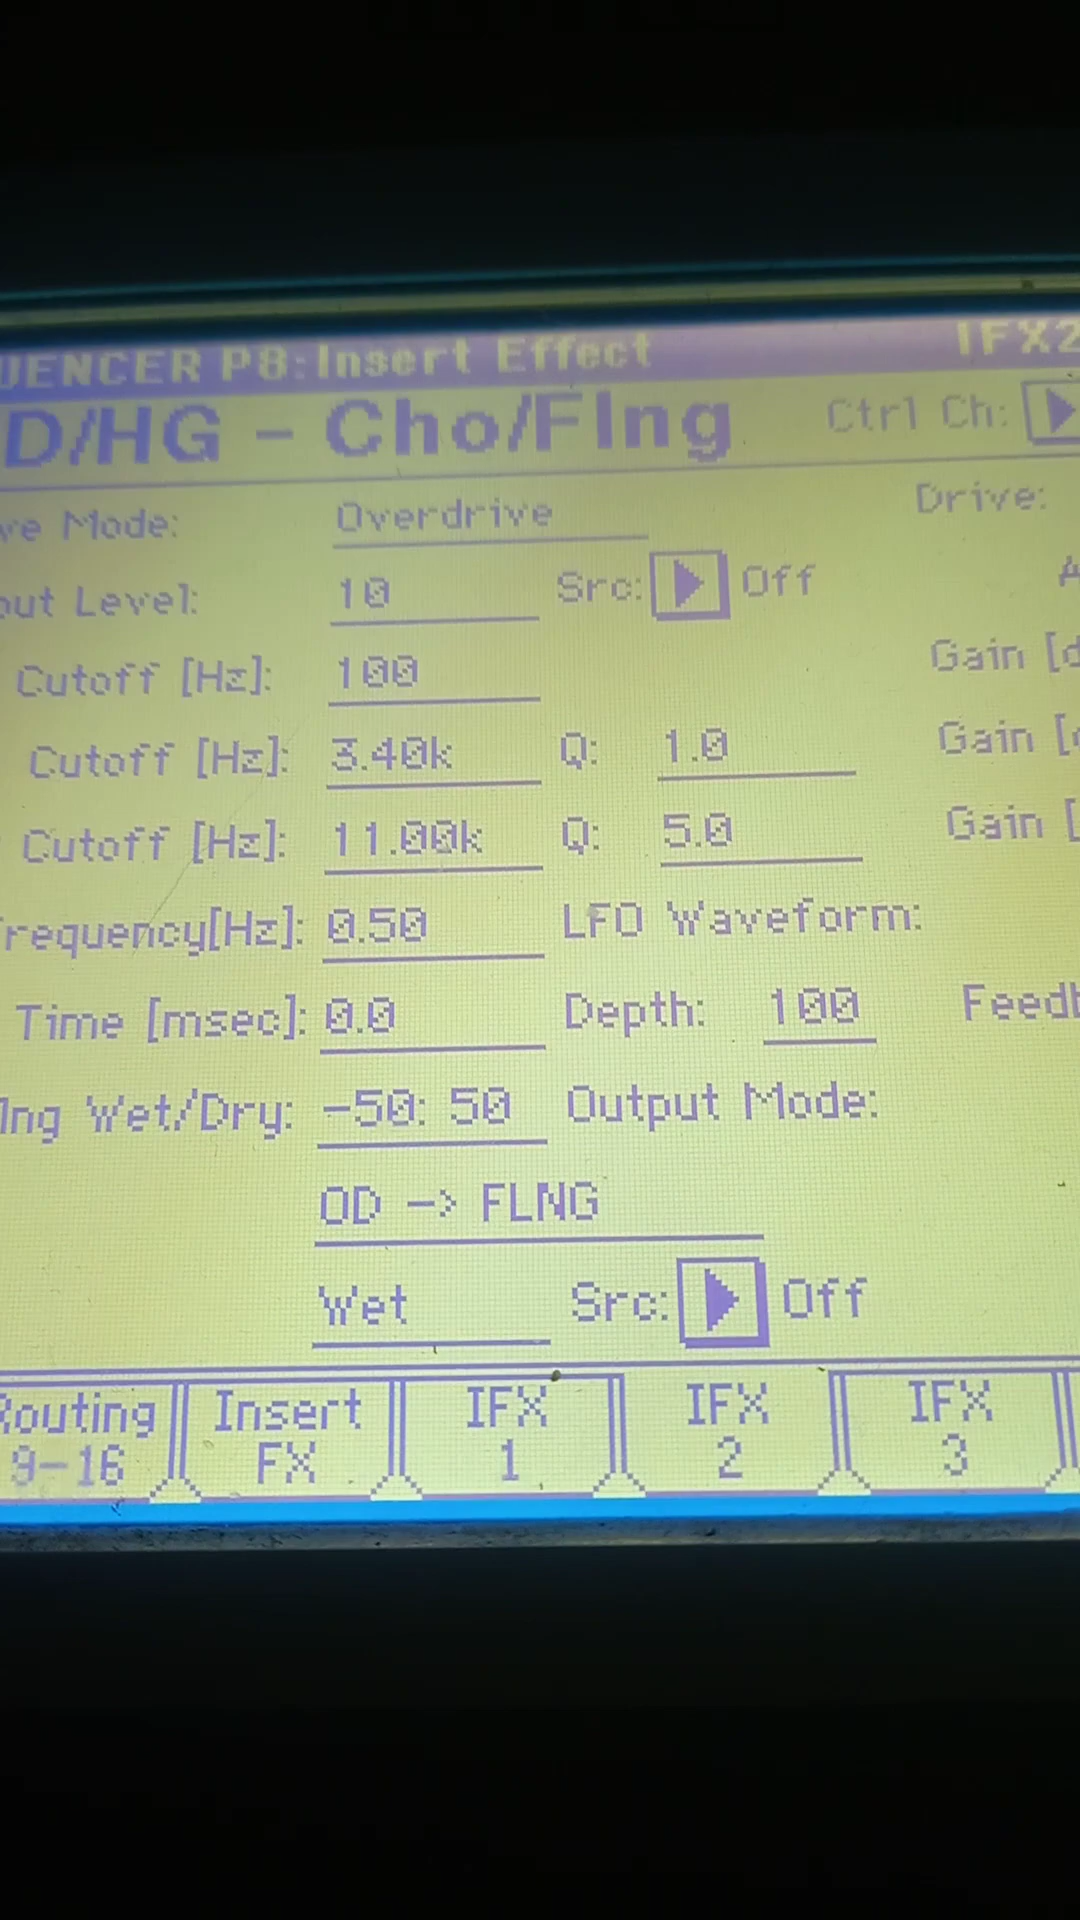 UENCER P8:Insert Effect IFX2
D/HG - Cho/Flng Ctrl Ch:
ve Mode: Overdrive Drive:
out Level: 10 Src: Off A
Cutoff [Hz]: 100 Gain [d
Cutoff [Hz]: 3.40k Q: 1.0 Gain [d
Cutoff [Hz]: 11.00k Q: 5.0 Gain [
requency[Hz]: 0.50 LFO Waveform:
Time [msec]: 0.0 Depth: 100 Feedb
lng Wet/Dry: -50: 50 Output Mode:
OD -> FLNG
Wet Src: Off
Routing Insert IFX IFX IFX
9-16 FX 1 2 3